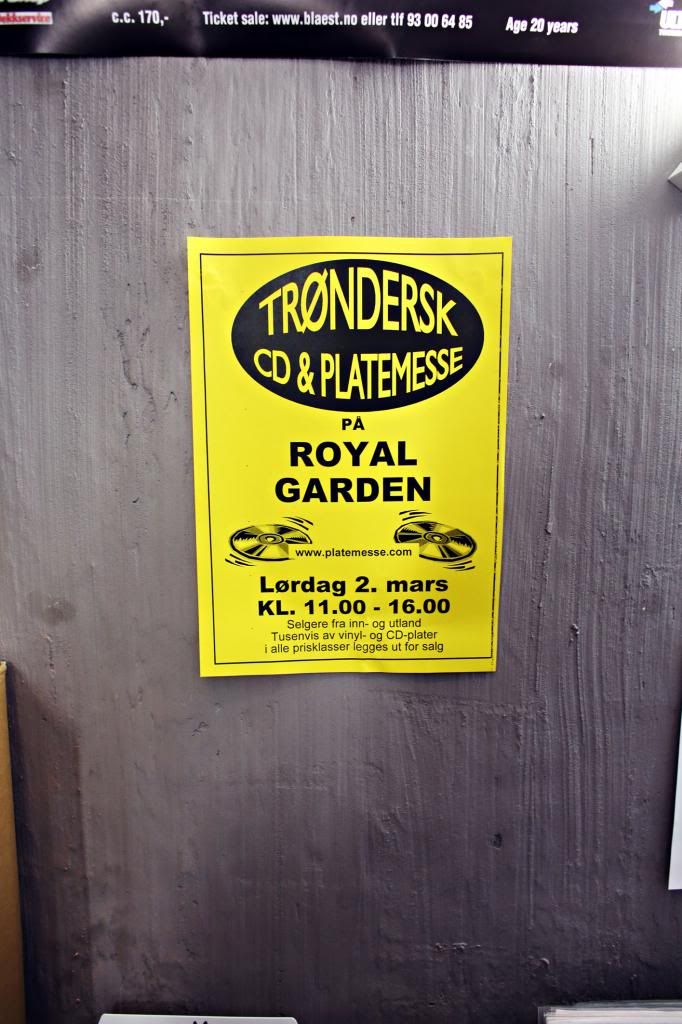 c.c. 170,- Ticket sale: www.blaest.no eller tlf 93 00 64 85 Age 20 years
TRØNDERSK
CD & PLATEMESSE
PÅ
ROYAL
GARDEN
www.platemesse.com
Lørdag 2. mars
KL. 11.00 - 16.00
Selgere fra inn- og utland
Tusenvis av vinyl- og CD-plater
i alle prisklasser legges ut for salg